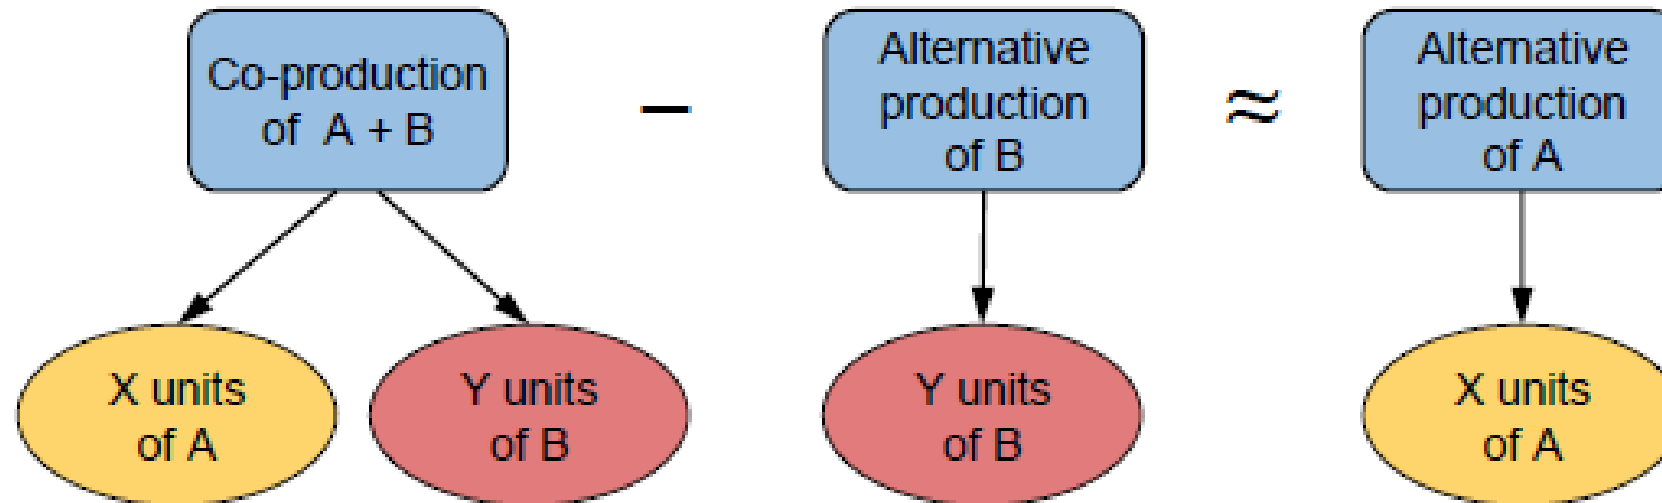 Co-production
of A + B
−
Alternative
production
of B
≈
Alternative
production
of A
X units
of A
Y units
of B
Y units
of B
X units
of A